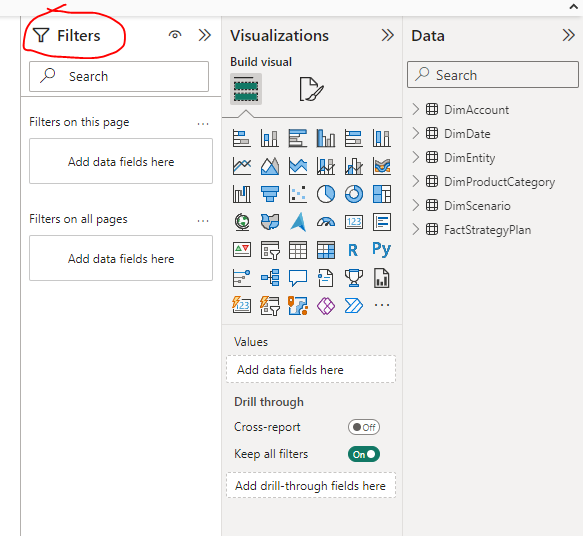 Filters
Search
Filters on this page
...
Add data fields here
Filters on all pages
...
Add data fields here
Visualizations
Build visual
123
R
Py
123
...
Values
Add data fields here
Drill through
Cross-report
Off
Keep all filters
On
Add drill-through fields here
Data
Search
DimAccount
DimDate
DimEntity
DimProductCategory
DimScenario
FactStrategyPlan